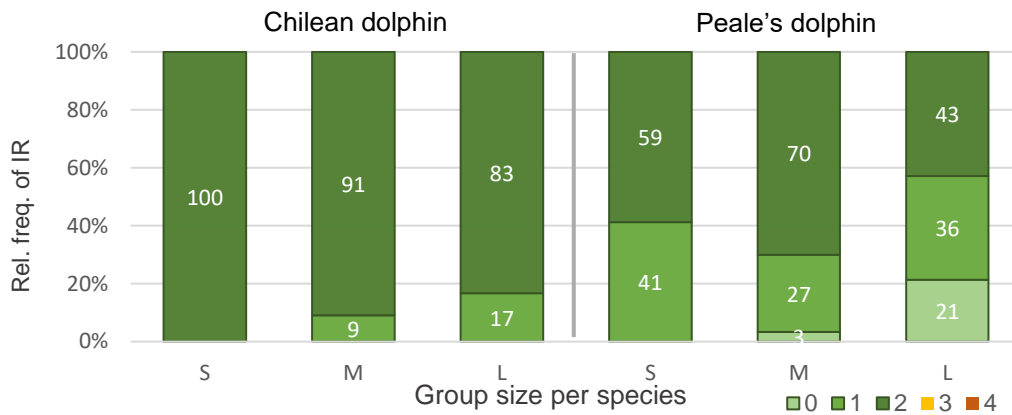 Chilean dolphin Peale's dolphin
100%
80%
60%
40%
20%
0%
Rel. freq. of IR
100 91 83 59 70 43
9 17 41 27 36
3 21
S M L S M L
Group size per species
0 1 2 3 4